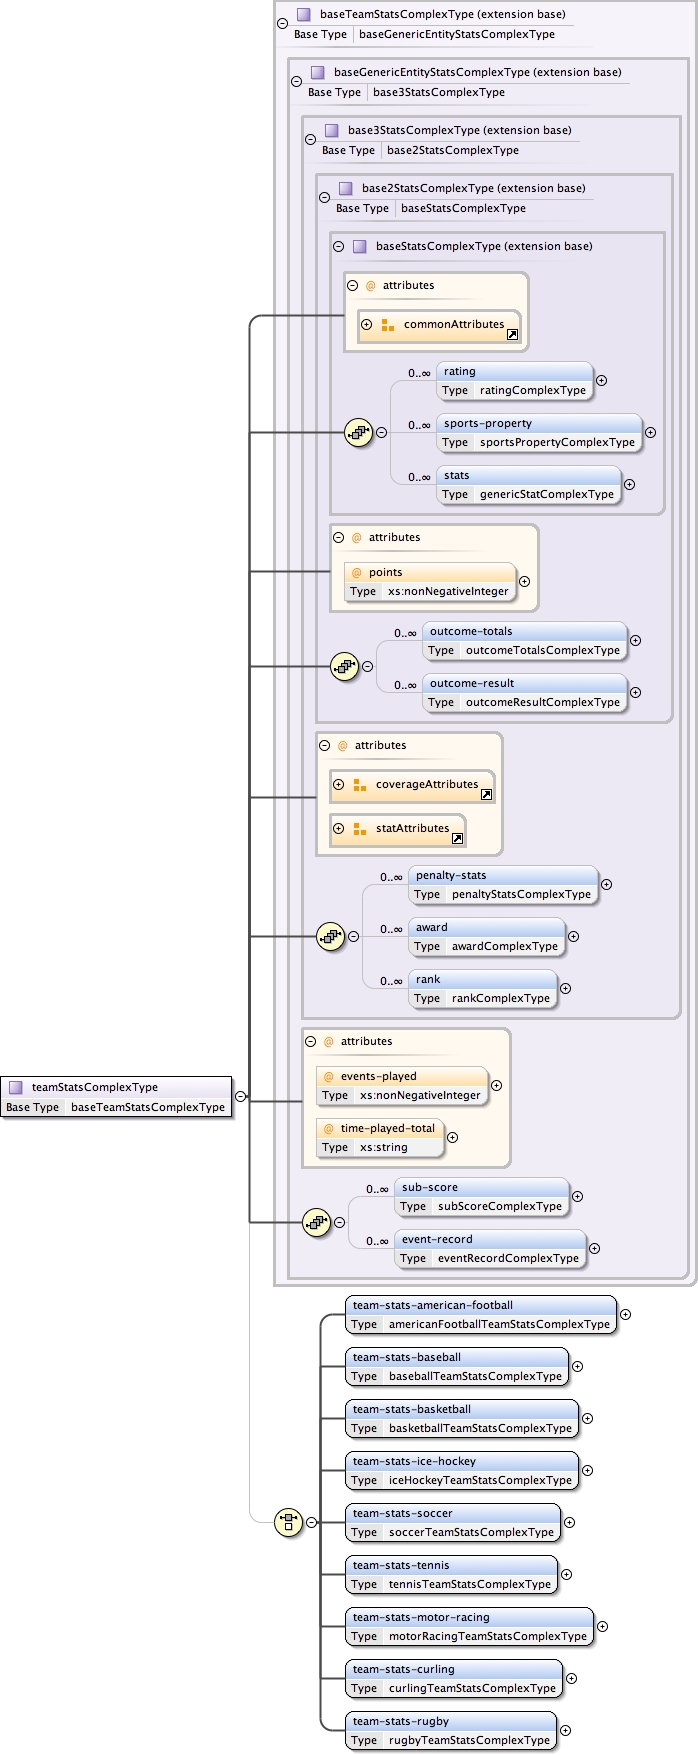 baseTeamStatsComplexType (extension base)
Base Type baseGenericEntityStatsComplexType
baseGenericEntityStatsComplexType (extension base)
Base Type base3StatsComplexType
base3StatsComplexType (extension base)
Base Type base2StatsComplexType
base2StatsComplexType (extension base)
Base Type baseStatsComplexType
baseStatsComplexType (extension base)
@ attributes
commonAttributes
0..∞ rating
Type ratingComplexType
0..∞ sports-property
Type sportsPropertyComplexType
0..∞ stats
Type genericStatComplexType
@ attributes
@ points
Type xs:nonNegativeInteger
0..∞ outcome-totals
Type outcomeTotalsComplexType
0..∞ outcome-result
Type outcomeResultComplexType
@ attributes
coverageAttributes
statAttributes
0..∞ penalty-stats
Type penaltyStatsComplexType
0..∞ award
Type awardComplexType
0..∞ rank
Type rankComplexType
@ attributes
@ events-played
Type xs:nonNegativeInteger
@ time-played-total
Type xs:string
teamStatsComplexType
Base Type baseTeamStatsComplexType
0..∞ sub-score
Type subScoreComplexType
0..∞ event-record
Type eventRecordComplexType
team-stats-american-football
Type americanFootballTeamStatsComplexType
team-stats-baseball
Type baseballTeamStatsComplexType
team-stats-basketball
Type basketballTeamStatsComplexType
team-stats-ice-hockey
Type iceHockeyTeamStatsComplexType
team-stats-soccer
Type soccerTeamStatsComplexType
team-stats-tennis
Type tennisTeamStatsComplexType
team-stats-motor-racing
Type motorRacingTeamStatsComplexType
team-stats-curling
Type curlingTeamStatsComplexType
team-stats-rugby
Type rugbyTeamStatsComplexType